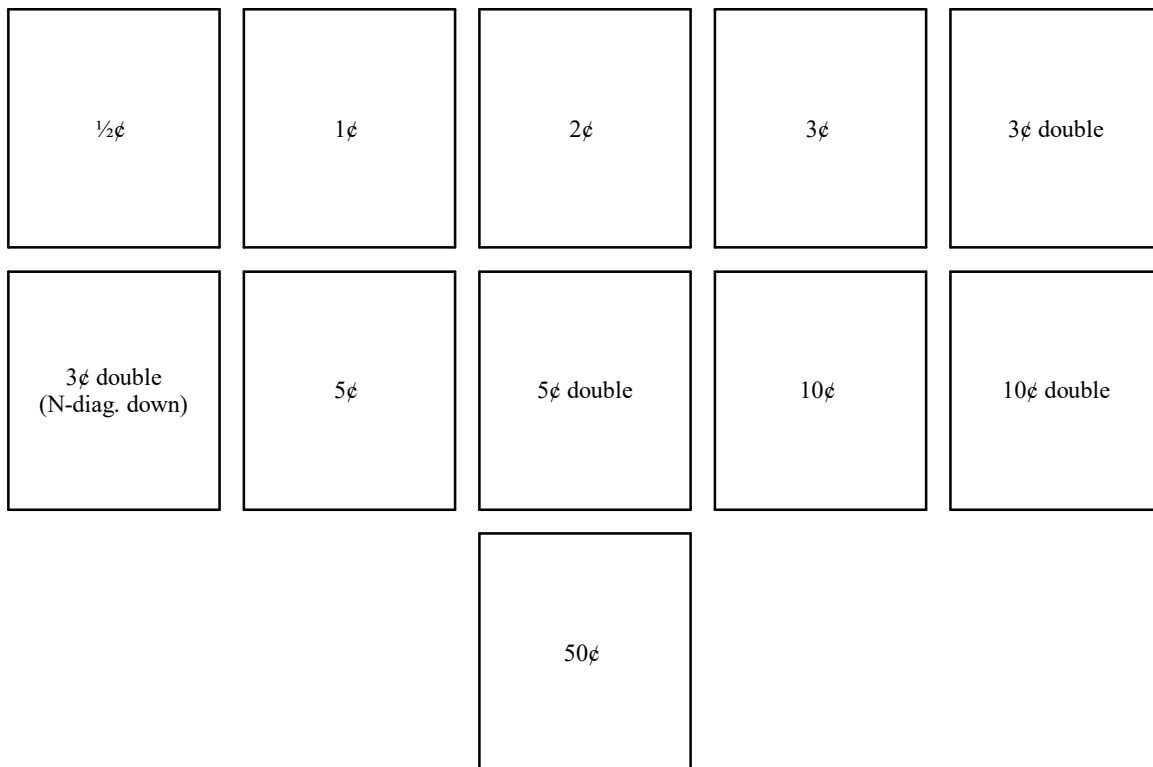 ½¢
1¢
2¢
3¢
3¢ double
3¢ double
(N-diag. down)
5¢
5¢ double
10¢
10¢ double
50¢